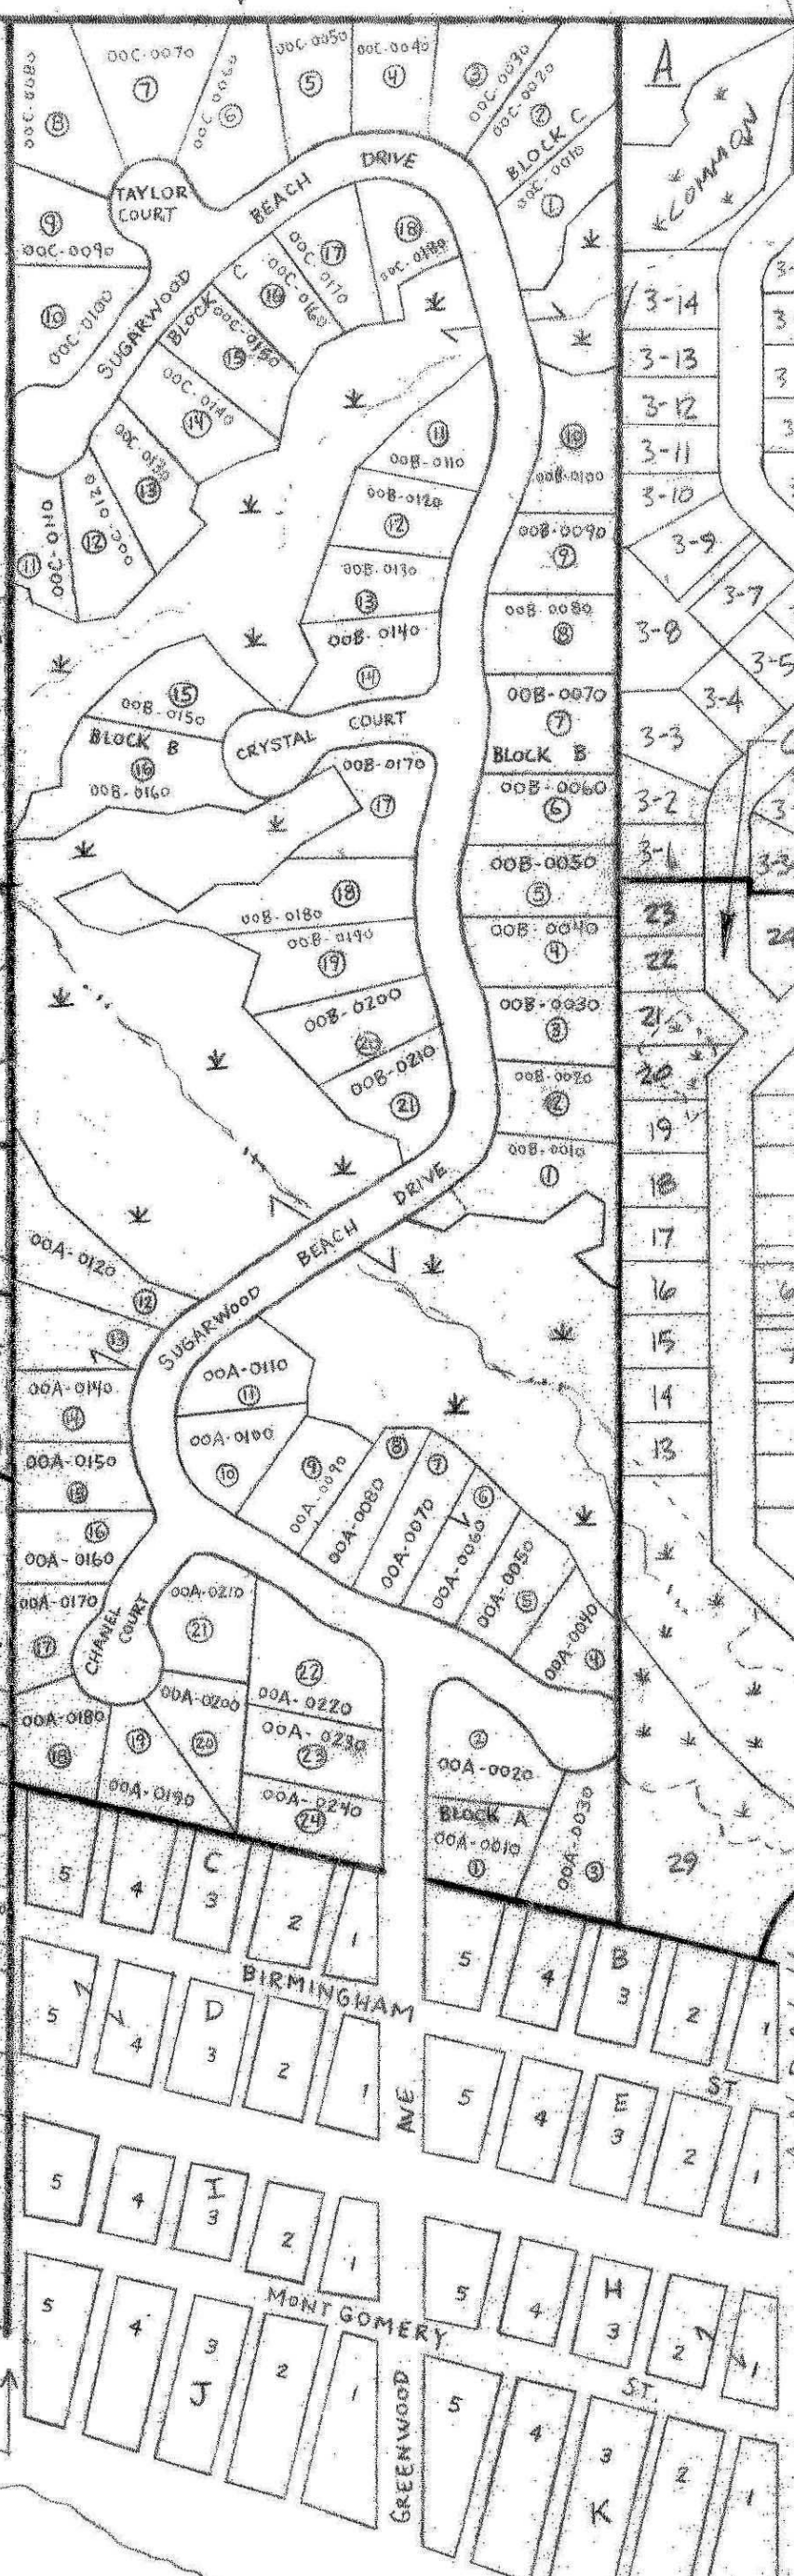 00C-0080
8
00C-0070
7
00C-0060
6
00C-0050
5
00C-0040
4
3
00C-0030
00C-0020
2
BLOCK C
00C-0010
1
A
COMMON
TAYLOR
COURT
BEACH
DRIVE
9
00C-0090
10
00C-0100
SUGARWOOD
BLOCK C
18
00C-0180
17
00C-0170
16
00C-0160
00C-0150
15
00C-0140
14
00C-0130
13
00C-0120
12
00C-0110
11
3-14
3-13
3-12
3-11
3-10
3-9
3-7
3-8
3-5
3-4
3-3
3-2
3-1
11
00B-0110
10
00B-0100
00B-0120
12
00B-0090
9
00B-0130
13
00B-0080
8
00B-0140
14
15
00B-0150
BLOCK B
16
00B-0160
CRYSTAL COURT
00B-0070
7
BLOCK B
00B-0170
17
00B-0060
6
00B-0050
5
18
00B-0180
00B-0040
4
00B-0190
19
00B-0030
3
00B-0200
20
00B-0020
2
00B-0210
21
00B-0010
1
23
22
21
20
19
18
17
16
15
14
13
24
SUGARWOOD BEACH DRIVE
00A-0120
12
13
00A-0110
11
00A-0140
14
00A-0100
10
9
00A-0090
8
00A-0080
7
00A-0070
6
00A-0060
00A-0050
5
00A-0040
4
00A-0150
15
16
00A-0160
00A-0170
17
CHANEL
COURT
00A-0210
21
22
00A-0220
00A-0180
18
19
00A-0190
00A-0200
20
00A-0230
23
00A-0240
24
2
00A-0020
BLOCK A
00A-0010
1
00A-0030
3
29
5
4
C
3
2
1
5
4
B
3
2
1
BIRMINGHAM
ST
5
4
D
3
2
1
AVE
5
4
E
3
2
1
5
4
I
3
2
1
5
4
H
3
2
1
MONTGOMERY
ST.
5
4
3
J
2
1
GREENWOOD
5
4
3
K
2
1